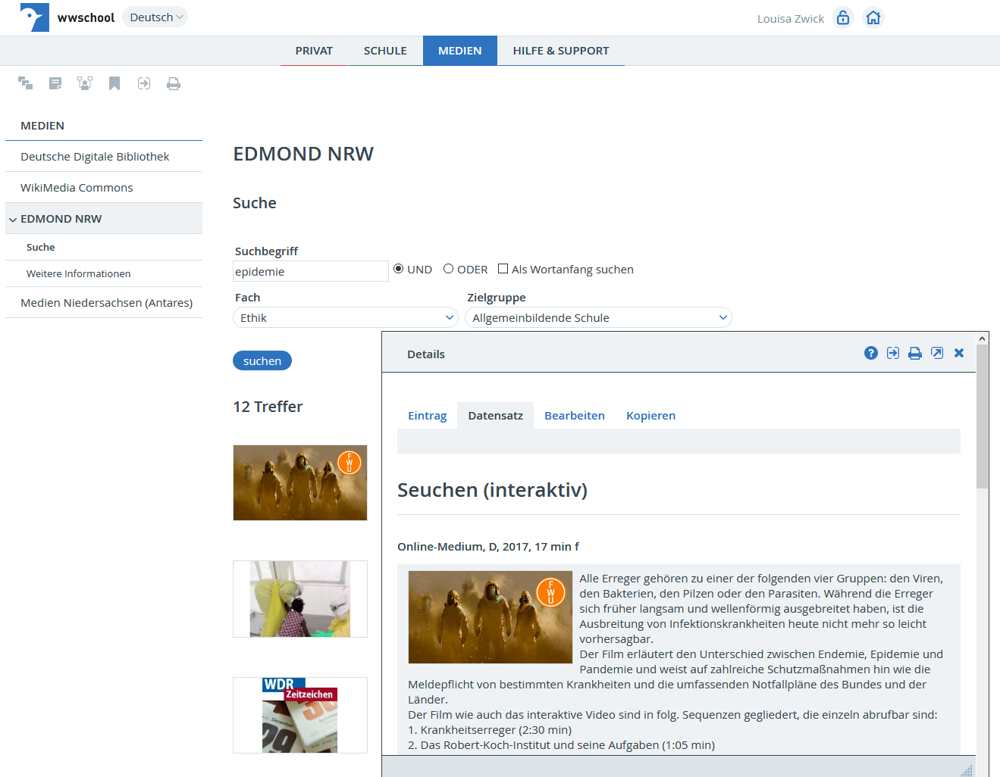 wwschool Deutsch
Louisa Zwick
PRIVAT SCHULE MEDIEN HILFE & SUPPORT
MEDIEN
Deutsche Digitale Bibliothek
WikiMedia Commons
EDMOND NRW
Suche
Weitere Informationen
Medien Niedersachsen (Antares)
EDMOND NRW
Suche
Suchbegriff
epidemie UND ODER Als Wortanfang suchen
Fach Zielgruppe
Ethik Allgemeinbildende Schule
suchen
12 Treffer
FWU
WDR
Zeitzeichen
Dezember
29
30
Details
Eintrag Datensatz Bearbeiten Kopieren
Seuchen (interaktiv)
Online-Medium, D, 2017, 17 min f
FWU
Alle Erreger gehören zu einer der folgenden vier Gruppen: den Viren,
den Bakterien, den Pilzen oder den Parasiten. Während die Erreger
sich früher langsam und wellenförmig ausgebreitet haben, ist die
Ausbreitung von Infektionskrankheiten heute nicht mehr so leicht
vorhersagbar.
Der Film erläutert den Unterschied zwischen Endemie, Epidemie und
Pandemie und weist auf zahlreiche Schutzmaßnahmen hin wie die
Meldepflicht von bestimmten Krankheiten und die umfassenden Notfallpläne des Bundes und der
Länder.
Der Film wie auch das interaktive Video sind in folg. Sequenzen gegliedert, die einzeln abrufbar sind:
1. Krankheitserreger (2:30 min)
2. Das Robert-Koch-Institut und seine Aufgaben (1:05 min)